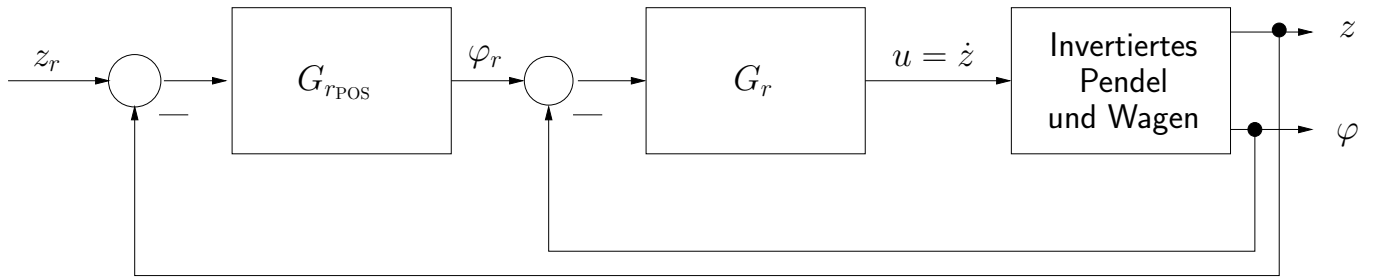 z_r
—
G_{r_{POS}}
φ_r
—
G_r
u = ż
Invertiertes
Pendel
und Wagen
z
φ